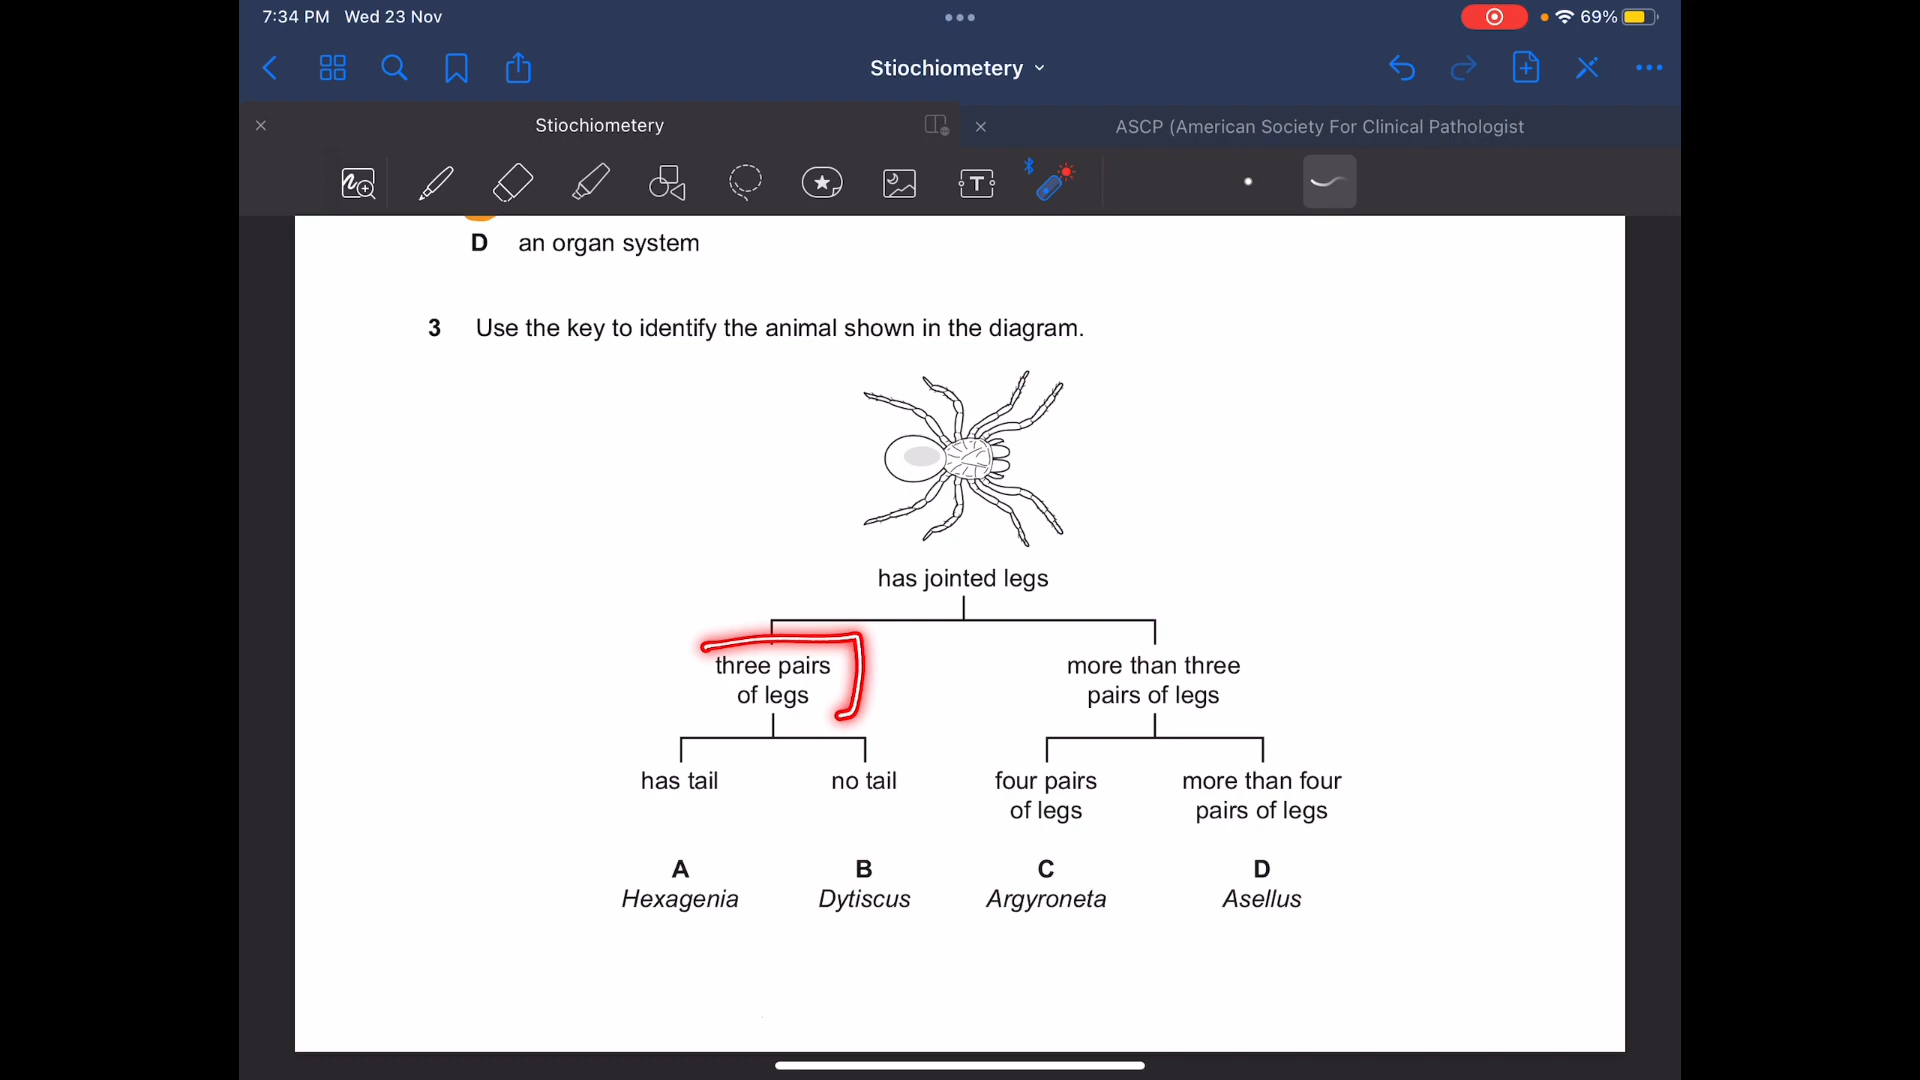 7:34 PM Wed 23 Nov
69%
Stiochiometery
Stiochiometery
ASCP (American Society For Clinical Pathologist
T
D an organ system
3 Use the key to identify the animal shown in the diagram.
has jointed legs
three pairs
of legs
more than three
pairs of legs
has tail
no tail
four pairs
of legs
more than four
pairs of legs
A
Hexagenia
B
Dytiscus
C
Argyroneta
D
Asellus